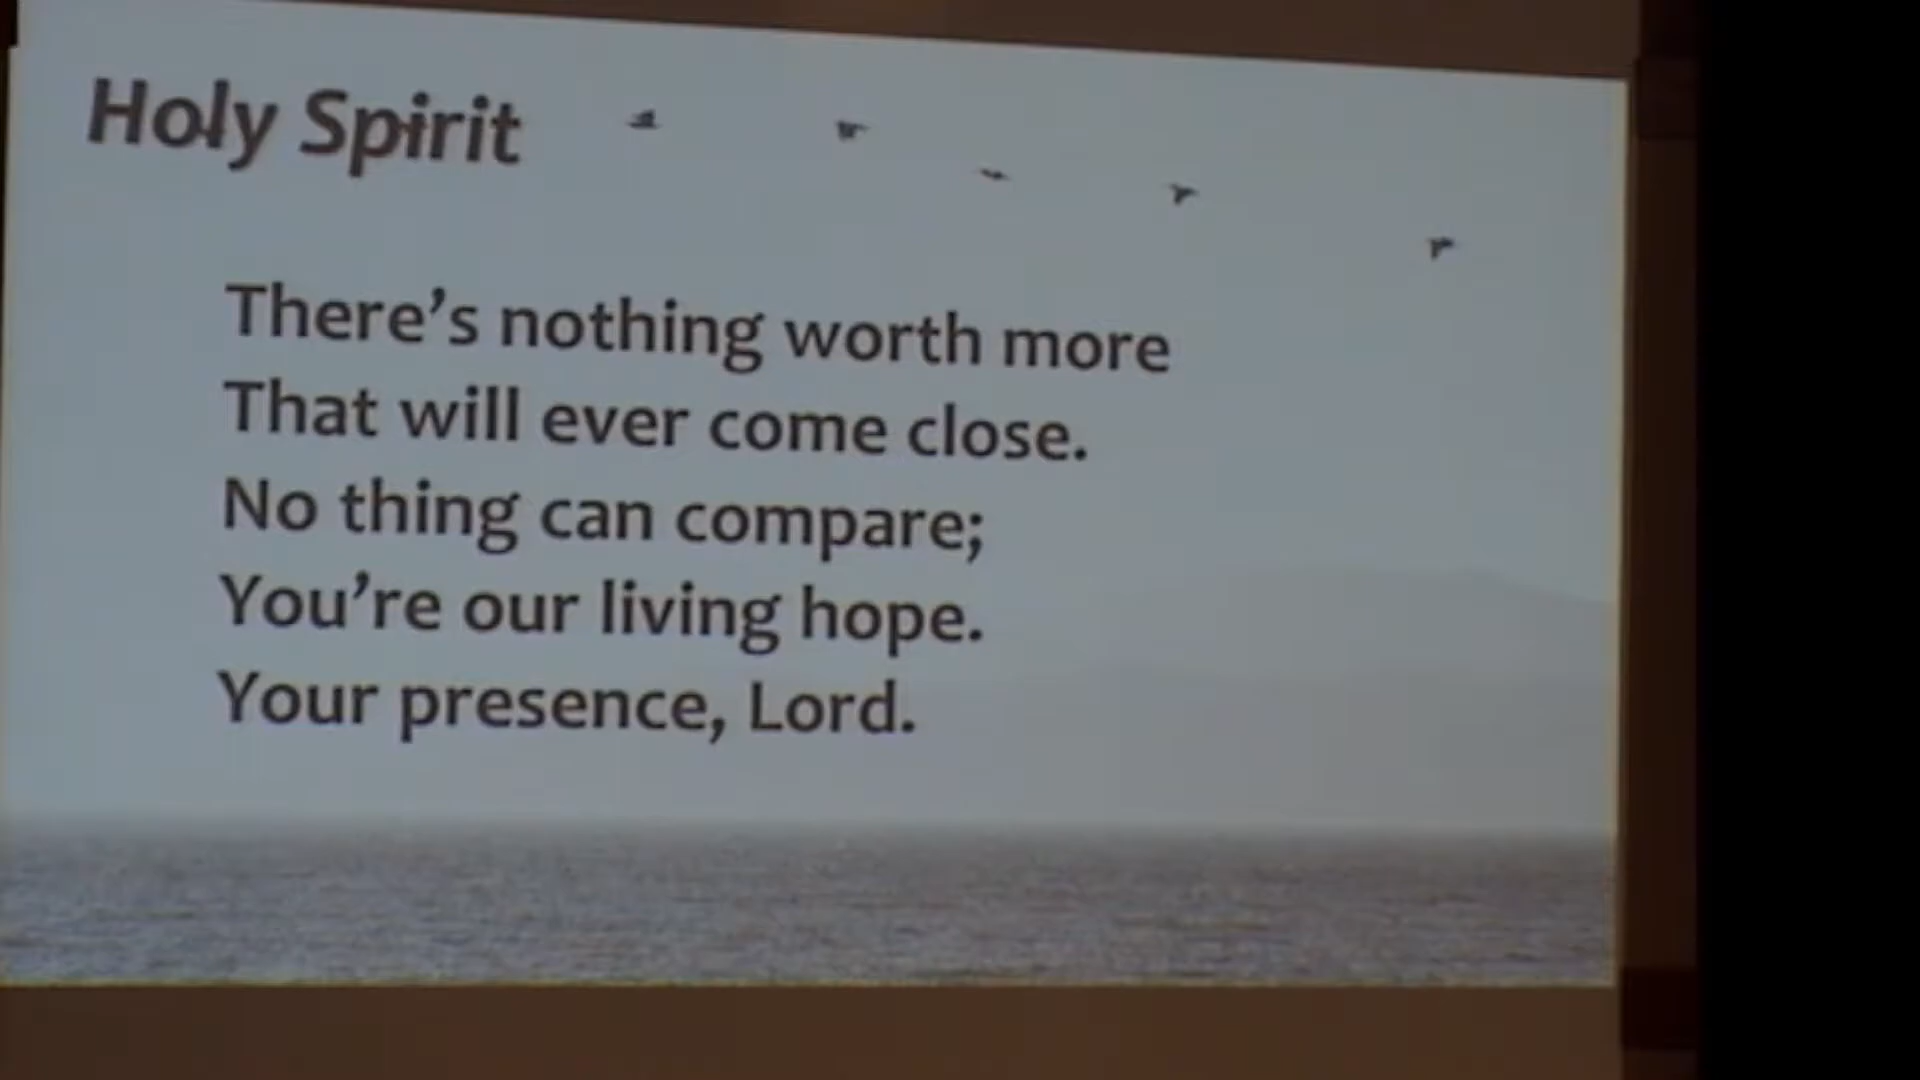 Holy Spirit
There’s nothing worth more
That will ever come close.
No thing can compare;
You’re our living hope.
Your presence, Lord.